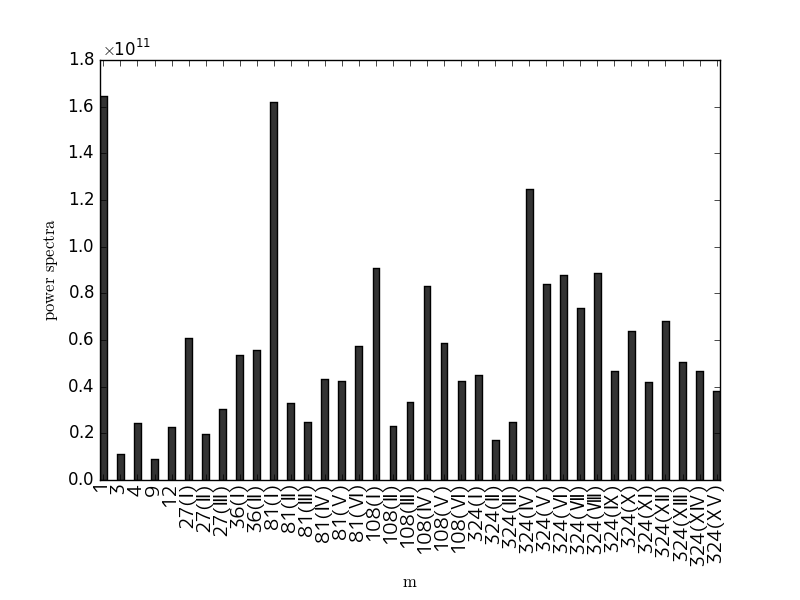 ×10¹¹
1.8
1.6
1.4
1.2
1.0
0.8
0.6
0.4
0.2
0.0
power spectra
1
3
4
9
12
27(I)
27(II)
27(III)
36(I)
36(II)
81(I)
81(II)
81(III)
81(IV)
81(V)
81(VI)
108(I)
108(II)
108(III)
108(IV)
108(V)
108(VI)
324(I)
324(II)
324(III)
324(IV)
324(V)
324(VI)
324(VII)
324(VIII)
324(IX)
324(X)
324(XI)
324(XII)
324(XIII)
324(XIV)
324(XV)
m